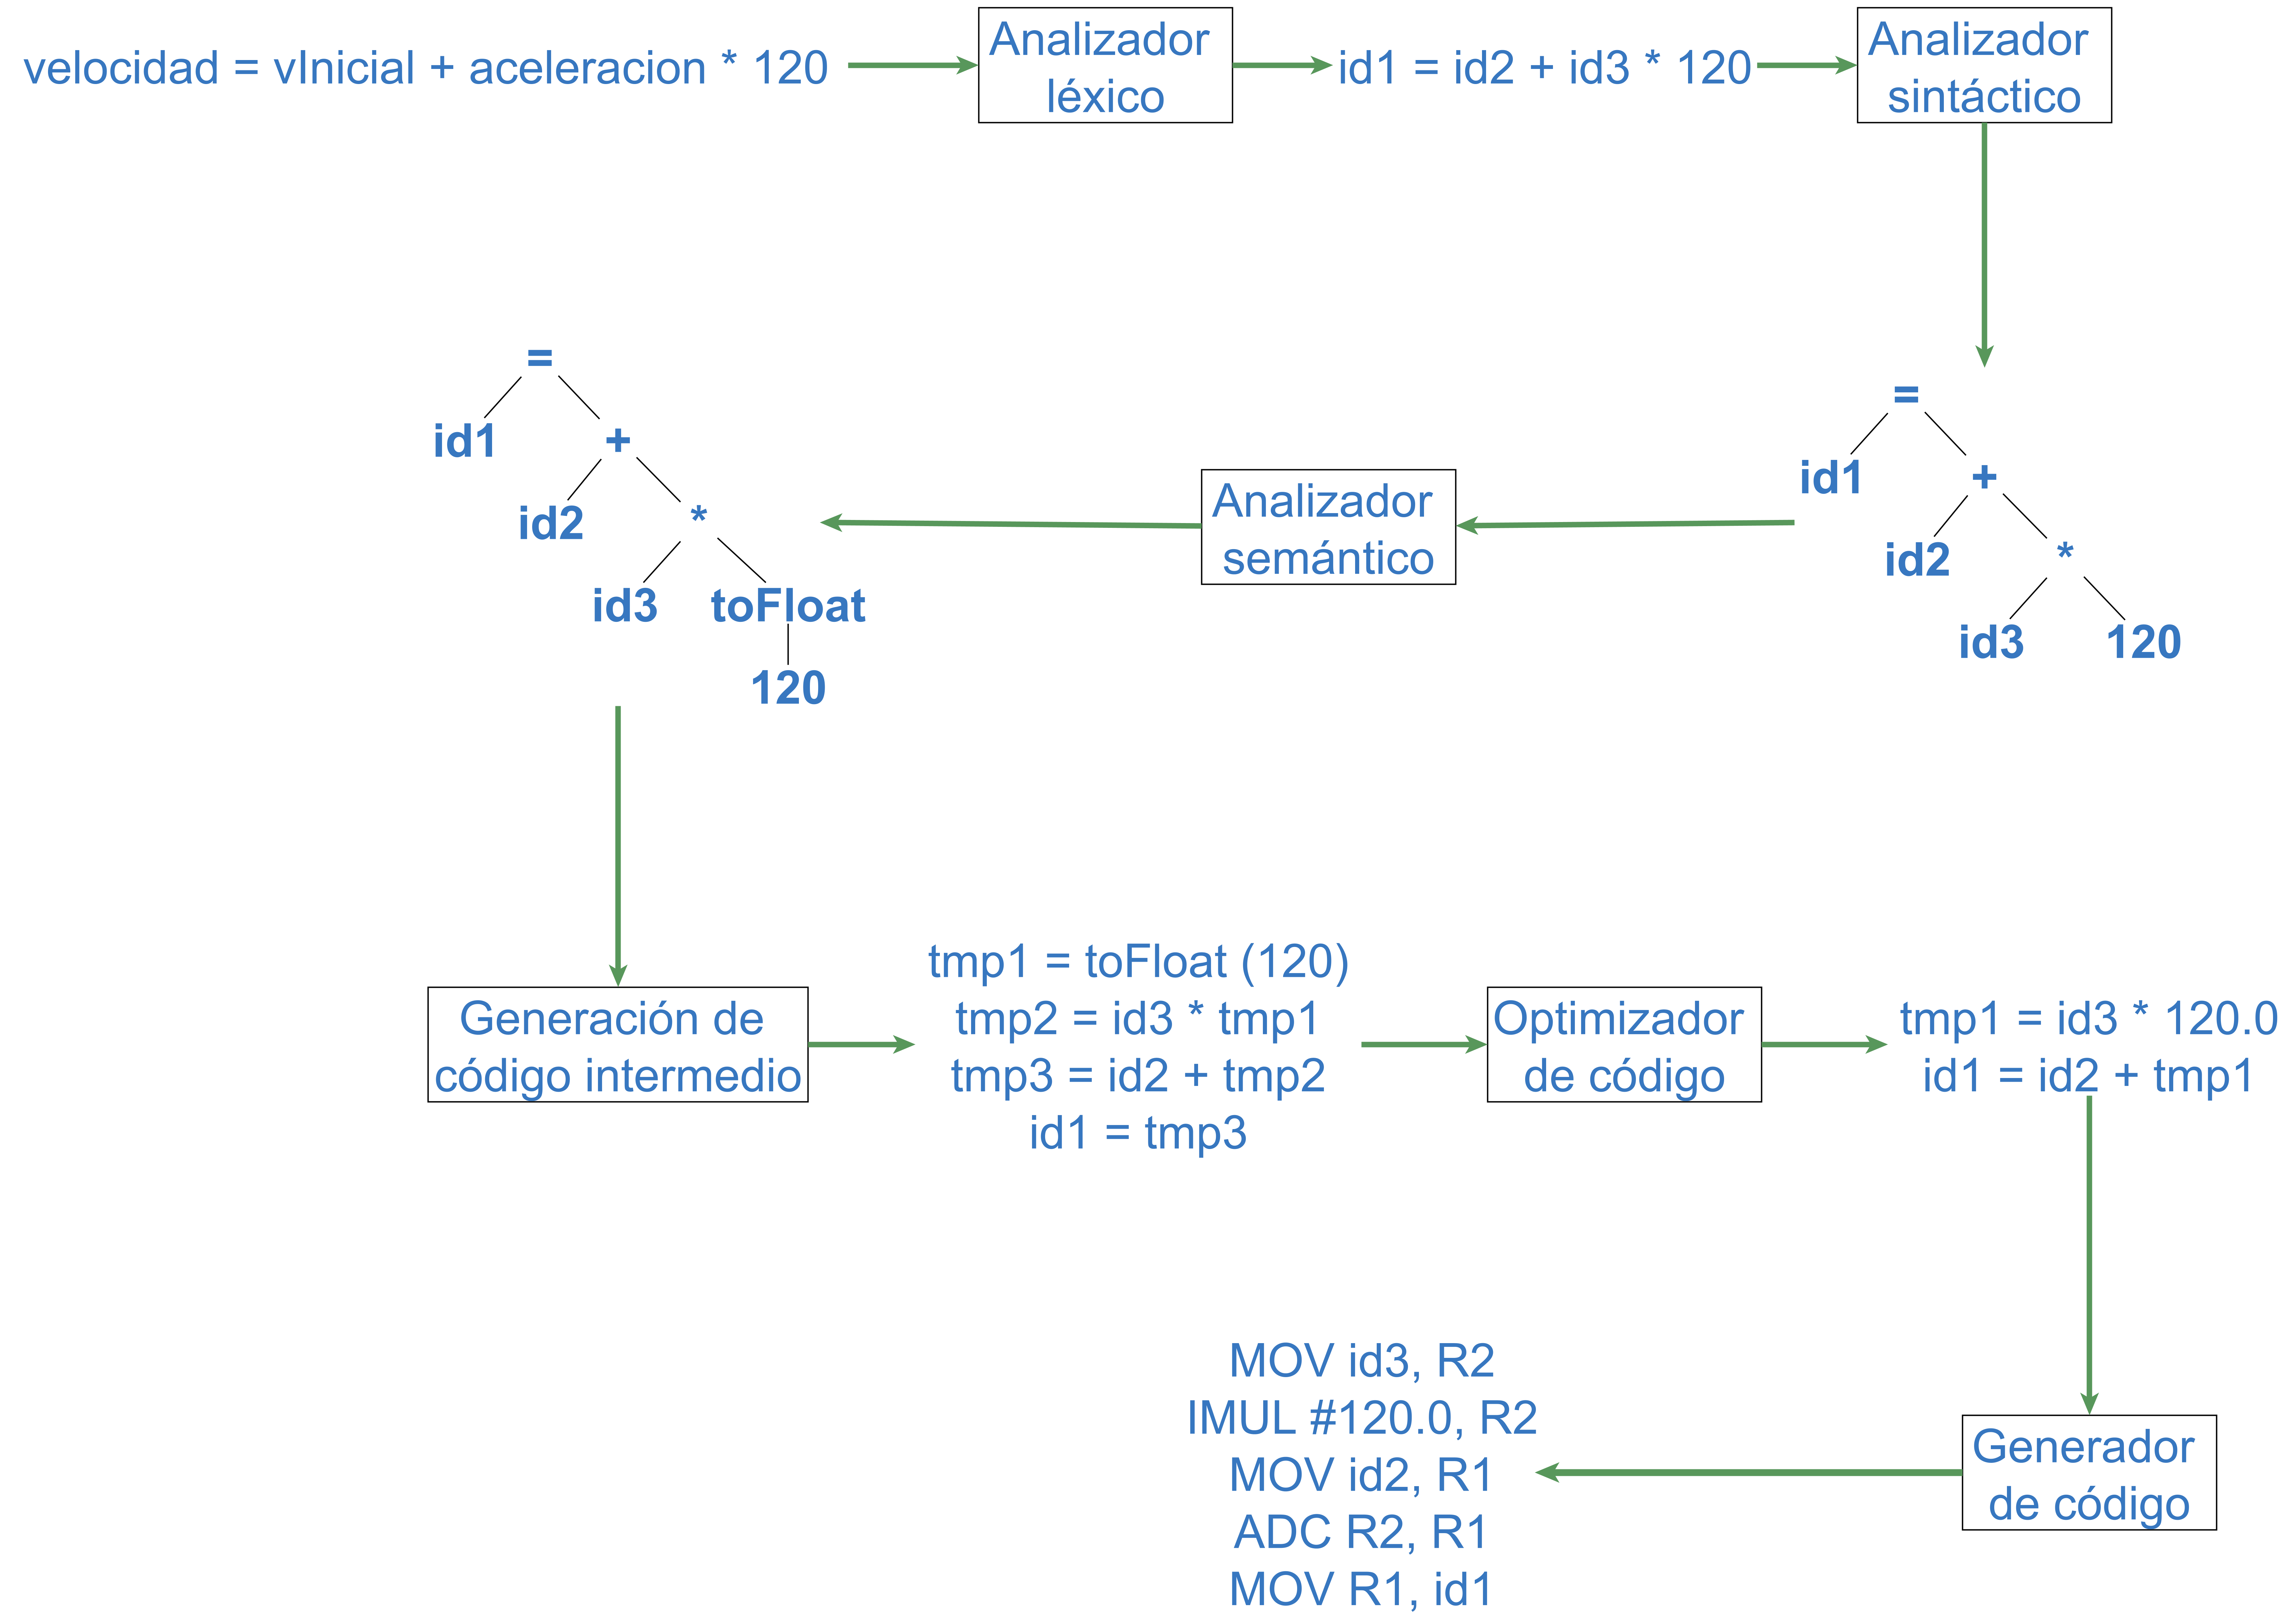 velocidad = vInicial + aceleracion * 120
Analizador
léxico
id1 = id2 + id3 * 120
Analizador
sintáctico
=
id1
+
id2
*
id3
120
Analizador
semántico
=
id1
+
id2
*
id3
toFloat
120
Generación de
código intermedio
tmp1 = toFloat (120)
tmp2 = id3 * tmp1
tmp3 = id2 + tmp2
id1 = tmp3
Optimizador
de código
tmp1 = id3 * 120.0
id1 = id2 + tmp1
Generador
de código
MOV id3, R2
IMUL #120.0, R2
MOV id2, R1
ADC R2, R1
MOV R1, id1